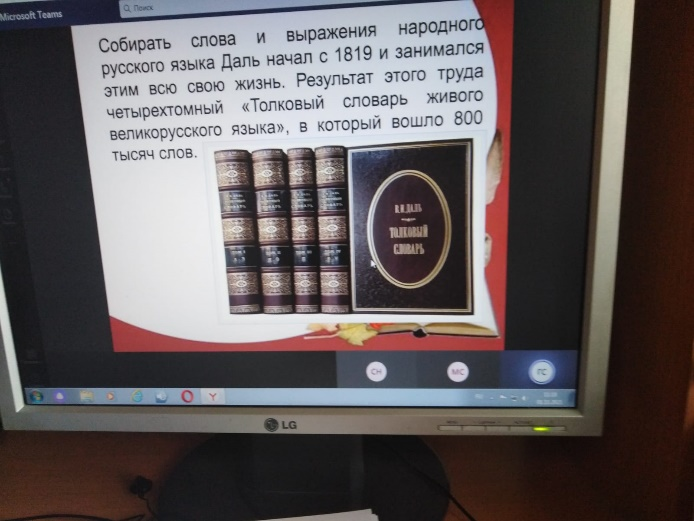 Microsoft Teams
Поиск
Собирать слова и выражения народного
русского языка Даль начал с 1819 и занимался
этим всю свою жизнь. Результат этого труда
четырехтомный «Толковый словарь живого
великорусского языка», в который вошло 800
тысяч слов.
В.И.ДАЛЬ
ТОЛКОВЫЙ
СЛОВАРЬ
СН
МС
ГС
LG